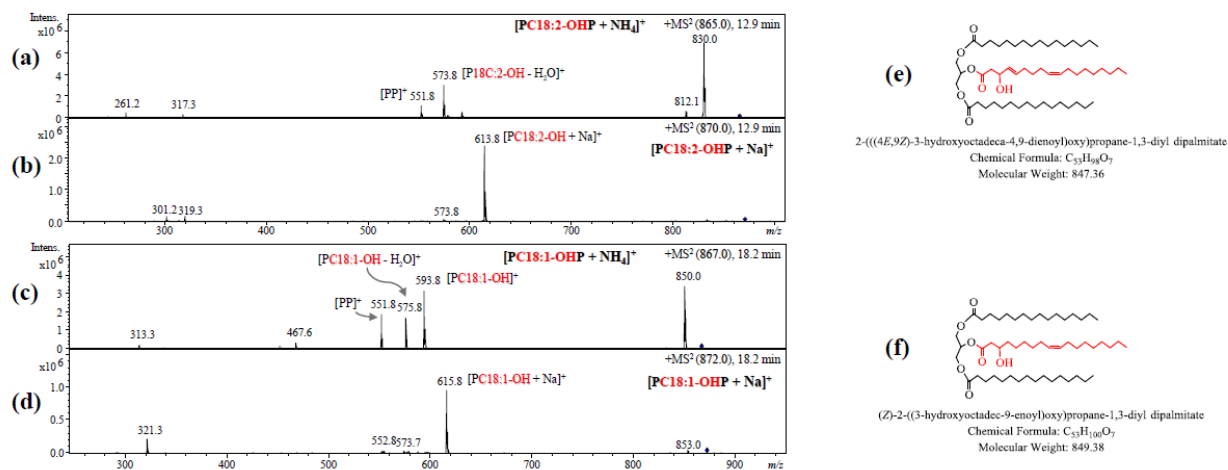 Intens.
x10⁶
(a)
6
4
2
0
[PC18:2-OHP + NH₄]⁺
+MS²(865.0), 12.9 min
830.0
[P18C:2-OH - H₂O]⁺
573.8
[PP]⁺
551.8
261.2
317.3
812.1
x10⁶
(b)
2.0
1.0
0.0
+MS²(870.0), 12.9 min
613.8 [PC18:2-OH + Na]⁺
[PC18:2-OHP + Na]⁺
301.2
319.3
573.8
300
400
500
600
700
800
m/z
Intens.
x10⁶
(c)
4
3
2
1
0
[PC18:1-OH - H₂O]⁺
[PC18:1-OHP + NH₄]⁺
+MS²(867.0), 18.2 min
593.8 [PC18:1-OH]⁺
850.0
[PP]⁺
551.8
575.8
313.3
467.6
x10⁶
(d)
1.0
0.5
0.0
+MS²(872.0), 18.2 min
615.8 [PC18:1-OH + Na]⁺
[PC18:1-OHP + Na]⁺
321.3
552.8
573.7
853.0
300
400
500
600
700
800
900
m/z
(e)
O
O
O
O
OH
O
O
2-(((4E,9Z)-3-hydroxyoctadeca-4,9-dienoyl)oxy)propane-1,3-diyl dipalmitate
Chemical Formula: C₅₃H₉₈O₇
Molecular Weight: 847.36
(f)
O
O
O
O
OH
O
O
(Z)-2-((3-hydroxyoctadec-9-enoyl)oxy)propane-1,3-diyl dipalmitate
Chemical Formula: C₅₃H₁₀₀O₇
Molecular Weight: 849.38